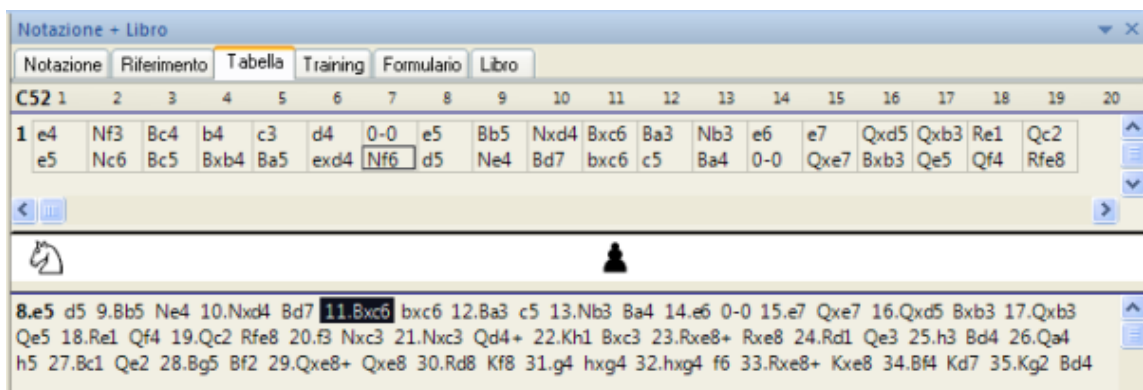 Notazione + Libro
Notazione Riferimento Tabella Training Formulario Libro
C52 1 2 3 4 5 6 7 8 9 10 11 12 13 14 15 16 17 18 19 20
1 e4 Nf3 Bc4 b4 c3 d4 0-0 e5 Bb5 Nxd4 Bxc6 Ba3 Nb3 e6 e7 Qxd5 Qxb3 Re1 Qc2
e5 Nc6 Bc5 Bxb4 Ba5 exd4 Nf6 d5 Ne4 Bd7 bxc6 c5 Ba4 0-0 Qxe7 Bxb3 Qe5 Qf4 Rfe8
8.e5 d5 9.Bb5 Ne4 10.Nxd4 Bd7 11.Bxc6 bxc6 12.Ba3 c5 13.Nb3 Ba4 14.e6 0-0 15.e7 Qxe7 16.Qxd5 Bxb3 17.Qxb3
Qe5 18.Re1 Qf4 19.Qc2 Rfe8 20.f3 Nxc3 21.Nxc3 Qd4+ 22.Kh1 Bxc3 23.Rxe8+ Rxe8 24.Rd1 Qe3 25.h3 Bd4 26.Qa4
h5 27.Bc1 Qe2 28.Bg5 Bf2 29.Qxe8+ Qxe8 30.Rd8 Kf8 31.g4 hxg4 32.hxg4 f6 33.Rxe8+ Kxe8 34.Bf4 Kd7 35.Kg2 Bd4